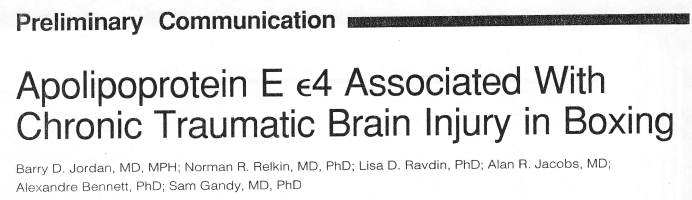 Preliminary Communication
Apolipoprotein E ϵ4 Associated With
Chronic Traumatic Brain Injury in Boxing
Barry D. Jordan, MD, MPH; Norman R. Relkin, MD, PhD; Lisa D. Ravdin, PhD; Alan R. Jacobs, MD;
Alexandre Bennett, PhD; Sam Gandy, MD, PhD